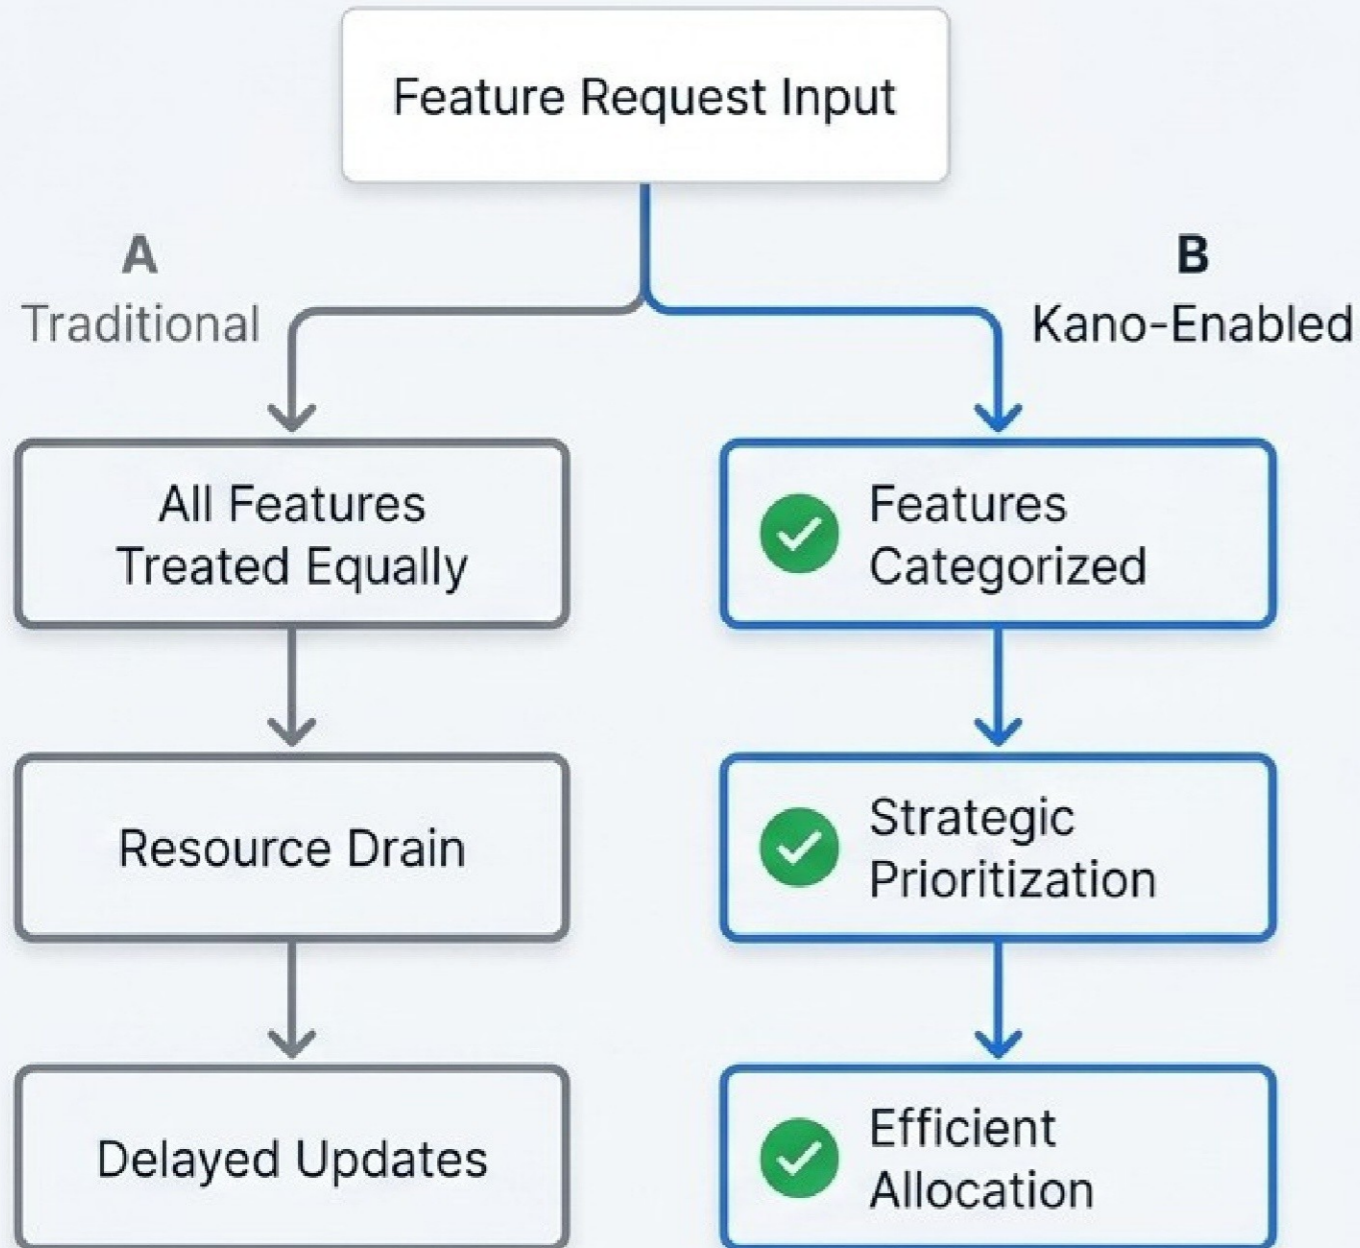 Feature Request Input
A
Traditional
B
Kano-Enabled
All Features
Treated Equally
Features
Categorized
Resource Drain
Strategic
Prioritization
Delayed Updates
Efficient
Allocation